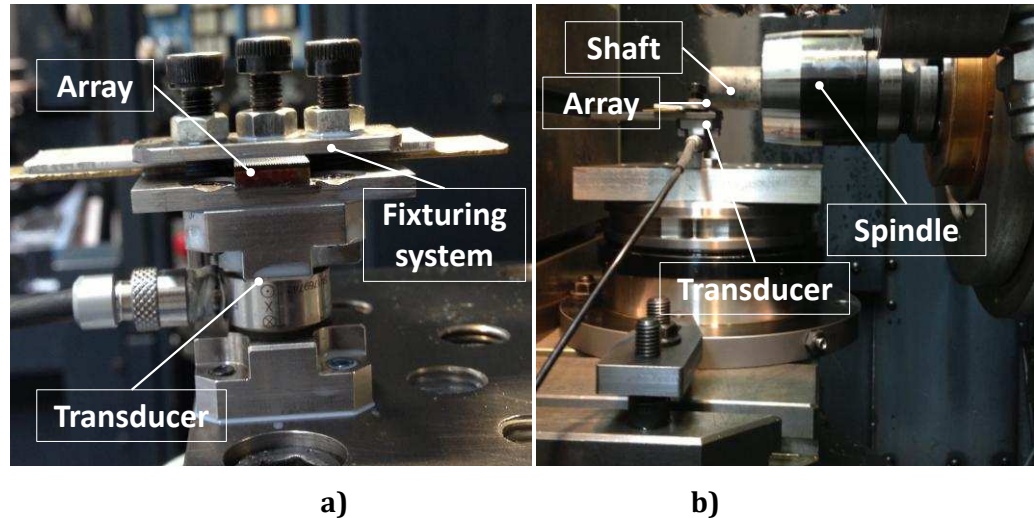 Array
Fixturing
system
Transducer
Shaft
Array
Spindle
Transducer
a)
b)